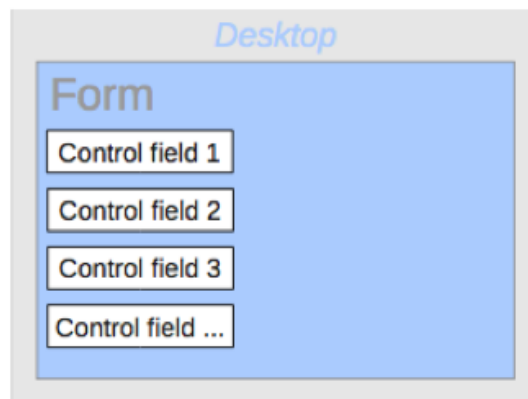 Desktop
Form
Control field 1
Control field 2
Control field 3
Control field ...